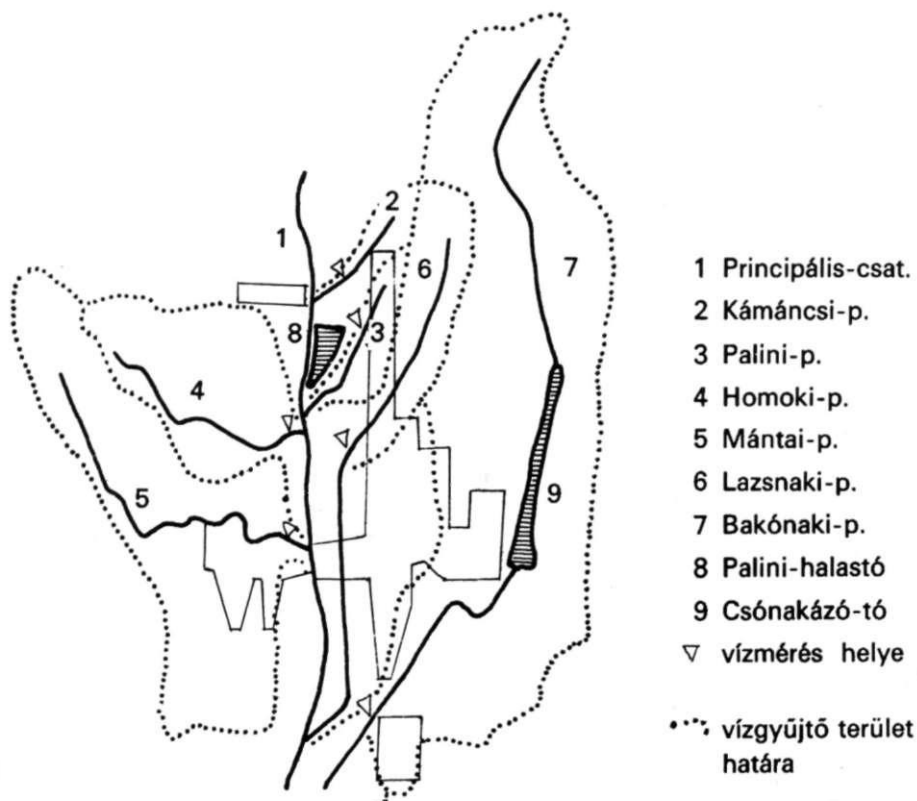 2
1
6
7
8
3
4
9
5
1 Principális-csat.
2 Kámáncsi-p.
3 Palini-p.
4 Homoki-p.
5 Mántai-p.
6 Lazsnaki-p.
7 Bakónaki-p.
8 Palini-halastó
9 Csónakázó-tó
vízmérés helye
vízgyűjtő terület
határa